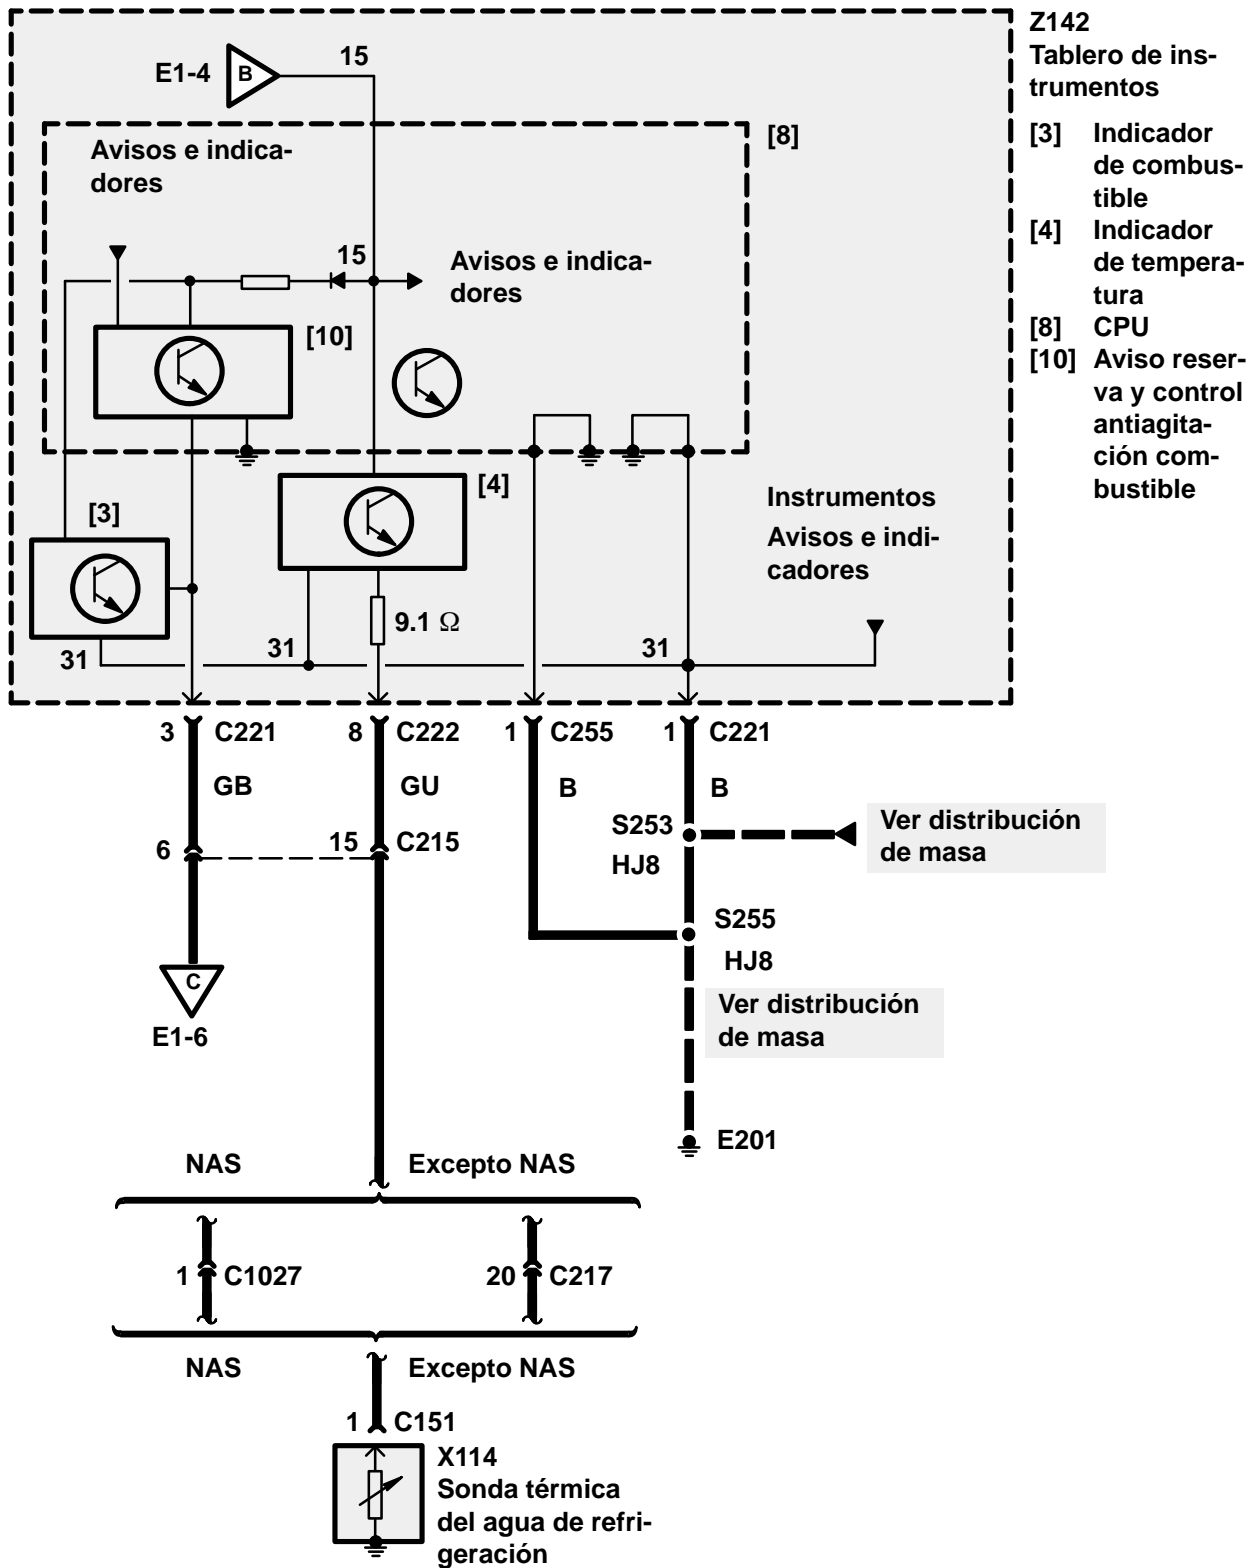 Z142
Tablero de ins-
trumentos
[3] Indicador
de combus-
tible
[4] Indicador
de tempera-
tura
[8] CPU
[10] Aviso reser-
va y control
antiagita-
ción com-
bustible
E1-4
B
15
[8]
Avisos e indica-
dores
15
Avisos e indica-
dores
[10]
[4]
[3]
Instrumentos
Avisos e indi-
cadores
9.1 Ω
31
31
31
3 C221
8 C222
1 C255
1 C221
GB
GU
B
B
6
15 C215
S253
HJ8
Ver distribución
de masa
S255
HJ8
Ver distribución
de masa
C
E1-6
E201
NAS
Excepto NAS
1 C1027
20 C217
NAS
Excepto NAS
1 C151
X114
Sonda térmica
del agua de refri-
geración